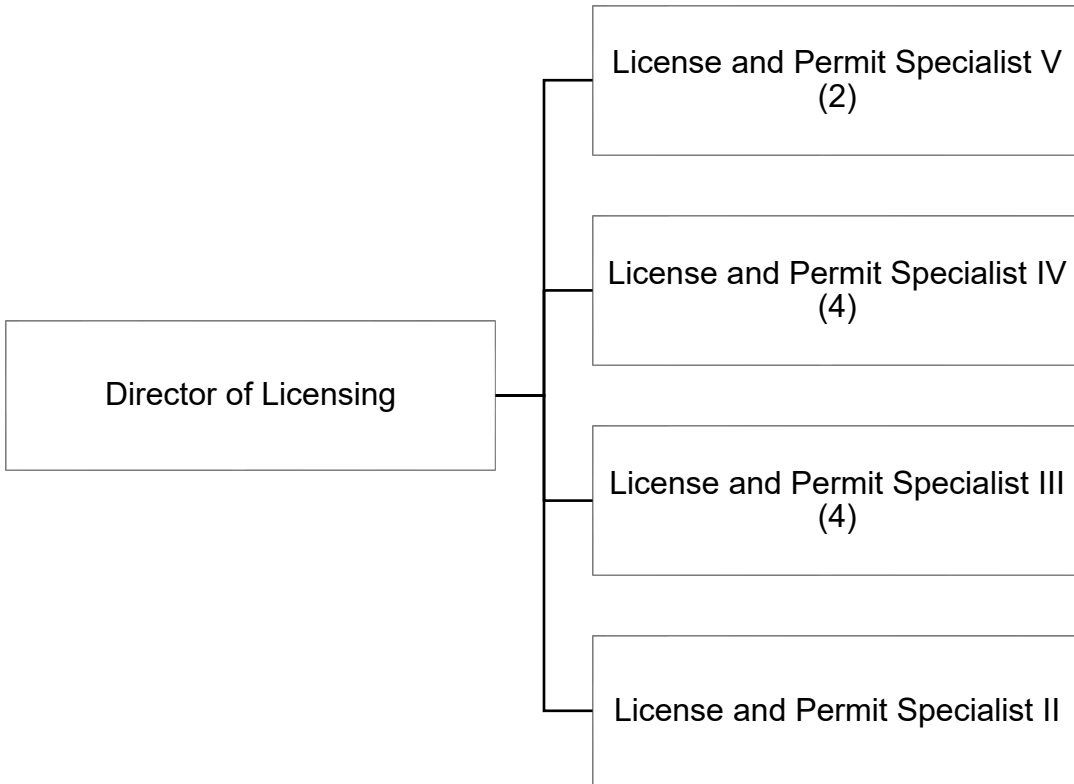 Director of Licensing
License and Permit Specialist V
(2)
License and Permit Specialist IV
(4)
License and Permit Specialist III
(4)
License and Permit Specialist II